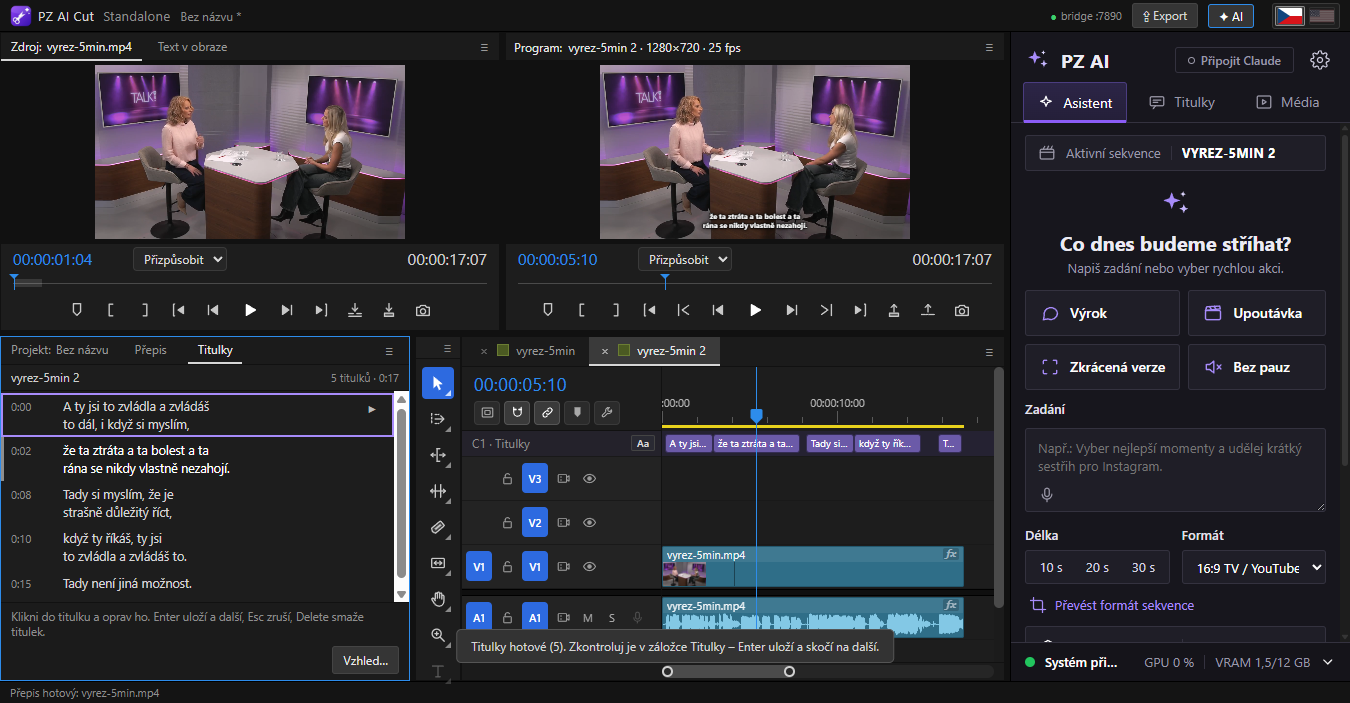 PZ AI Cut Standalone Bez názvu *
bridge :7890 Export AI
Zdroj: vyrez-5min.mp4 Text v obraze
Program: vyrez-5min 2 · 1280×720 · 25 fps
TALK!
TALK!
že ta ztráta a ta bolest a ta
rána se nikdy vlastně nezahojí.
00:00:01:04 Přizpůsobit 00:00:17:07
00:00:05:10 Přizpůsobit 00:00:17:07
Projekt: Bez názvu Přepis Titulky
vyrez-5min 2 5 titulků · 0:17
0:00 A ty jsi to zvládla a zvládáš
to dál, i když si myslím,
0:02 že ta ztráta a ta bolest a ta
rána se nikdy vlastně nezahojí.
0:08 Tady si myslím, že je
strašně důležitý říct,
0:10 když ty říkáš, ty jsi
to zvládla a zvládáš to.
0:15 Tady není jiná možnost.
Klikni do titulku a oprav ho. Enter uloží a další, Esc zruší, Delete smaže
titulek.
Vzhled...
× vyrez-5min × vyrez-5min 2
00:00:05:10
:00:00 00:00:10:00
C1 · Titulky Aa A ty jsi... že ta ztráta a ta... Tady si... když ty řík... T...
V3
V2
V1 V1 vyrez-5min.mp4 fx
A1 A1 M S vyrez-5min.mp4 fx
Titulky hotové (5). Zkontroluj je v záložce Titulky – Enter uloží a skočí na další.
PZ AI Připojit Claude
Asistent Titulky Média
Aktivní sekvence VYREZ-5MIN 2
Co dnes budeme stříhat?
Napiš zadání nebo vyber rychlou akci.
Výrok Upoutávka
Zkrácená verze Bez pauz
Zadání
Např.: Vyber nejlepší momenty a udělej krátký
sestřih pro Instagram.
Délka Formát
10 s 20 s 30 s 16:9 TV / YouTube
Převést formát sekvence
Systém při... GPU 0 % VRAM 1,5/12 GB
Přepis hotový: vyrez-5min.mp4